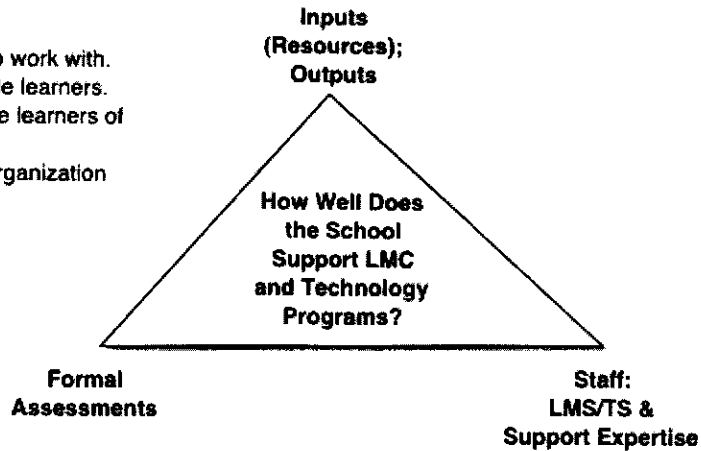 work with.
le learners.
e learners of
rganization
Inputs
(Resources);
Outputs
How Well Does
the School
Support LMC
and Technology
Programs?
Formal
Assessments
Staff:
LMS/TS &
Support Expertise